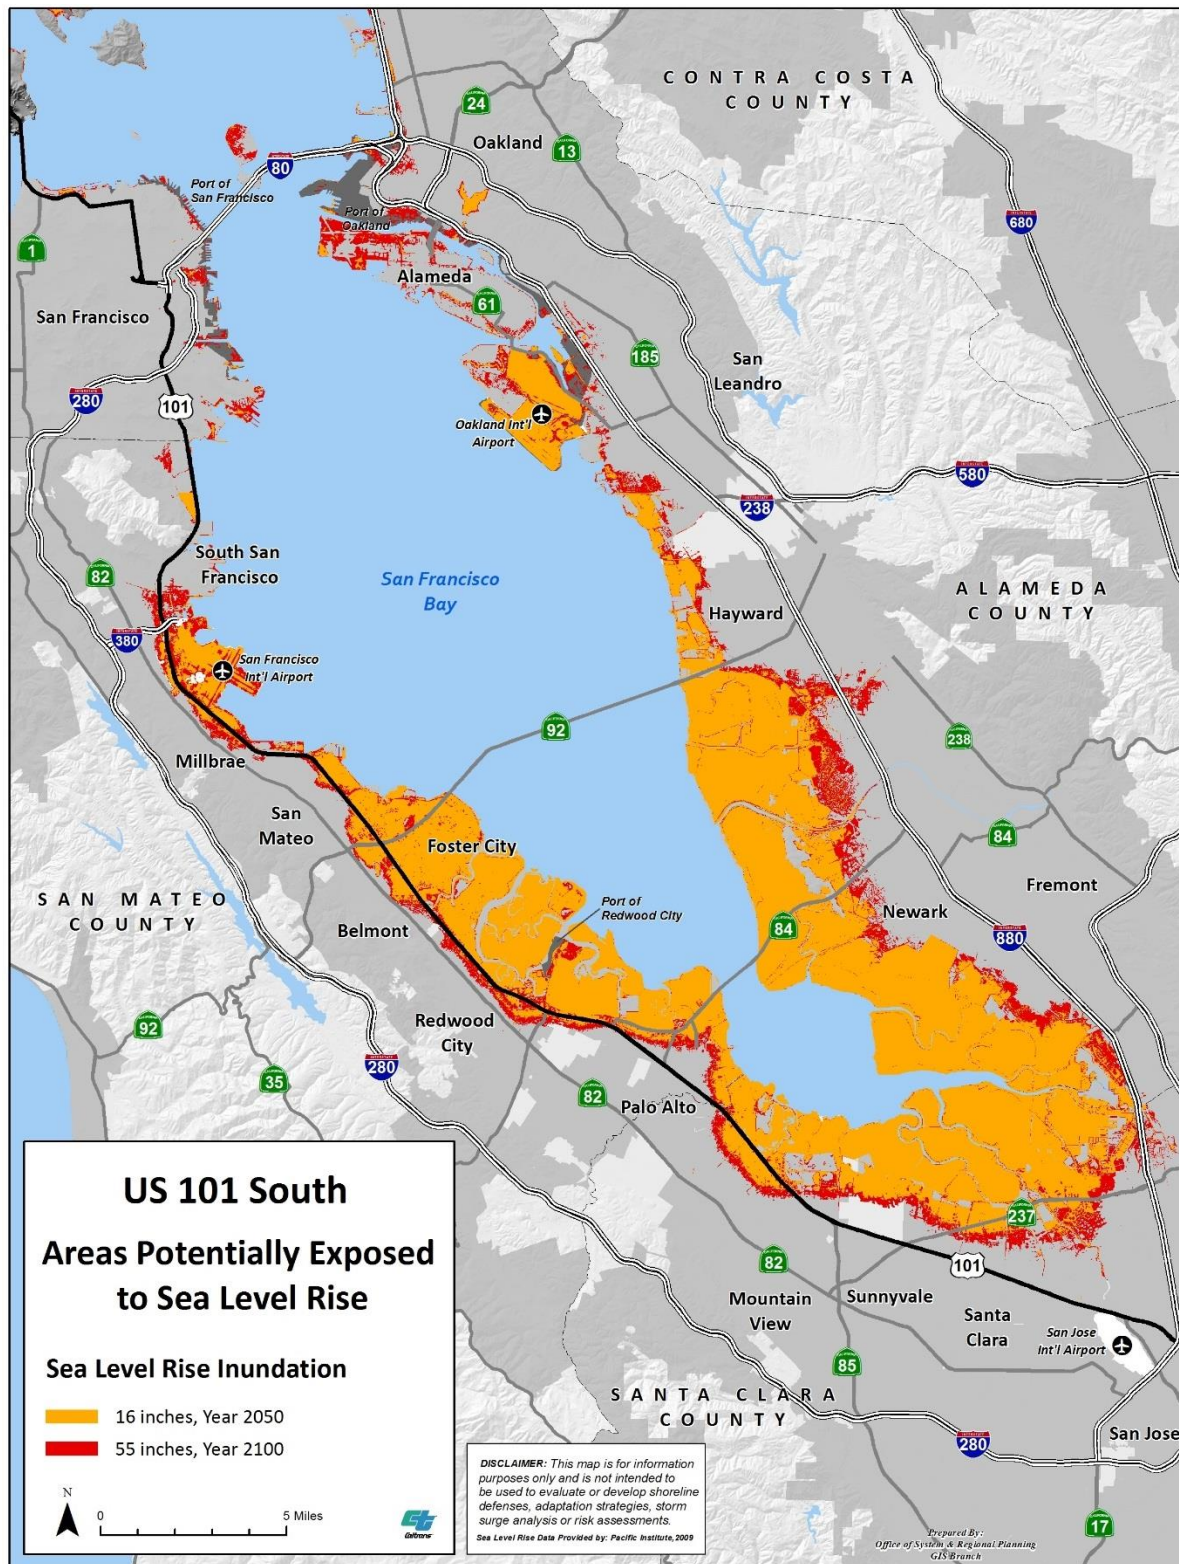 CONTRA COSTA
COUNTY
24
Oakland
13
80
Port of
San Francisco
Port of
Oakland
680
1
Alameda
61
San Francisco
185
San
Leandro
280
101
Oakland Int'l
Airport
580
238
South San
Francisco
82
San Francisco
Bay
ALAMEDA
COUNTY
Hayward
380
San Francisco
Int'l Airport
92
238
Millbrae
San
Mateo
Foster City
84
Fremont
SAN MATEO
COUNTY
Port of
Redwood City
Newark
Belmont
84
880
92
Redwood
City
280
35
82
Palo Alto
237
101
82
Mountain
View
Sunnyvale
Santa
Clara
San Jose
Int'l Airport
85
SANTA CLARA
COUNTY
280
San Jose
17
US 101 South
Areas Potentially Exposed
to Sea Level Rise
Sea Level Rise Inundation
16 inches, Year 2050
55 inches, Year 2100
N
0
5 Miles
Caltrans
DISCLAIMER: This map is for information
purposes only and is not intended to
be used to evaluate or develop shoreline
defenses, adaptation strategies, storm
surge analysis or risk assessments.
Sea Level Rise Data Provided by: Pacific Institute, 2009
Prepared By:
Office of System & Regional Planning
GIS Branch